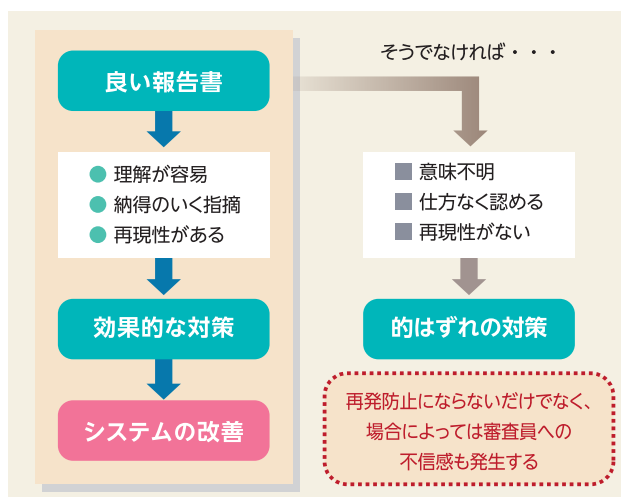 良い報告書
理解が容易
納得のいく指摘
再現性がある
効果的な対策
システムの改善
そうでなければ・・・
意味不明
仕方なく認める
再現性がない
的はずれの対策
再発防止にならないだけでなく、
場合によっては審査員への
不信感も発生する